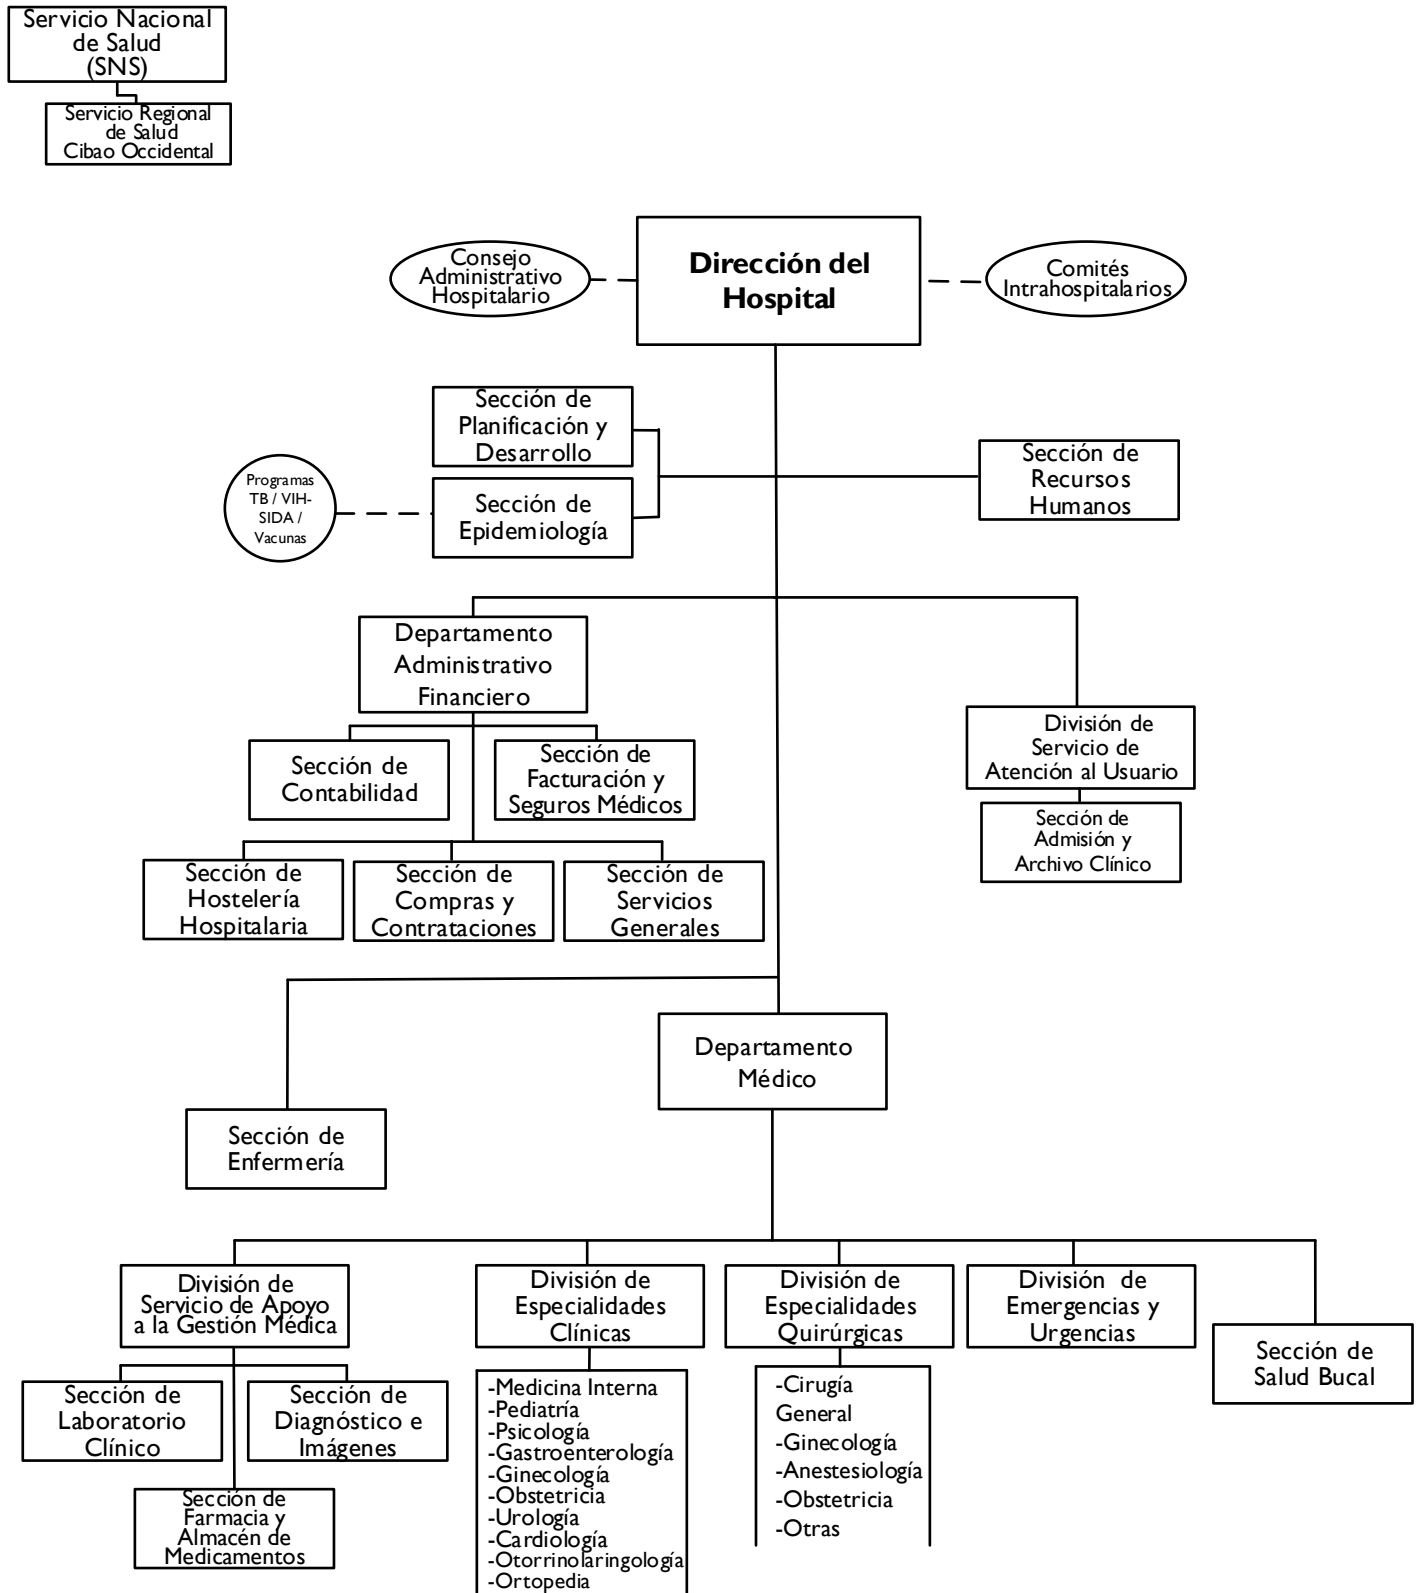 Servicio Nacional
de Salud
(SNS)
Servicio Regional
de Salud
Cibao Occidental
Consejo
Administrativo
Hospitalario
Dirección del
Hospital
Comités
Intrahospitalarios
Sección de
Planificación y
Desarrollo
Sección de
Recursos
Humanos
Programas
TB / VIH-
SIDA /
Vacunas
Sección de
Epidemiología
Departamento
Administrativo
Financiero
División de
Servicio de
Atención al Usuario
Sección de
Contabilidad
Sección de
Facturación y
Seguros Médicos
Sección de
Admisión y
Archivo Clínico
Sección de
Hostelería
Hospitalaria
Sección de
Compras y
Contrataciones
Sección de
Servicios
Generales
Departamento
Médico
Sección de
Enfermería
División de
Servicio de Apoyo
a la Gestión Médica
División de
Especialidades
Clínicas
División de
Especialidades
Quirúrgicas
División de
Emergencias y
Urgencias
Sección de
Salud Bucal
Sección de
Laboratorio
Clínico
Sección de
Diagnóstico e
Imágenes
Sección de
Farmacia y
Almacén de
Medicamentos
-Medicina Interna
-Pediatría
-Psicología
-Gastroenterología
-Ginecología
-Obstetricia
-Urología
-Cardiología
-Otorrinolaringología
-Ortopedia
-Cirugía
General
-Ginecología
-Anestesiología
-Obstetricia
-Otras